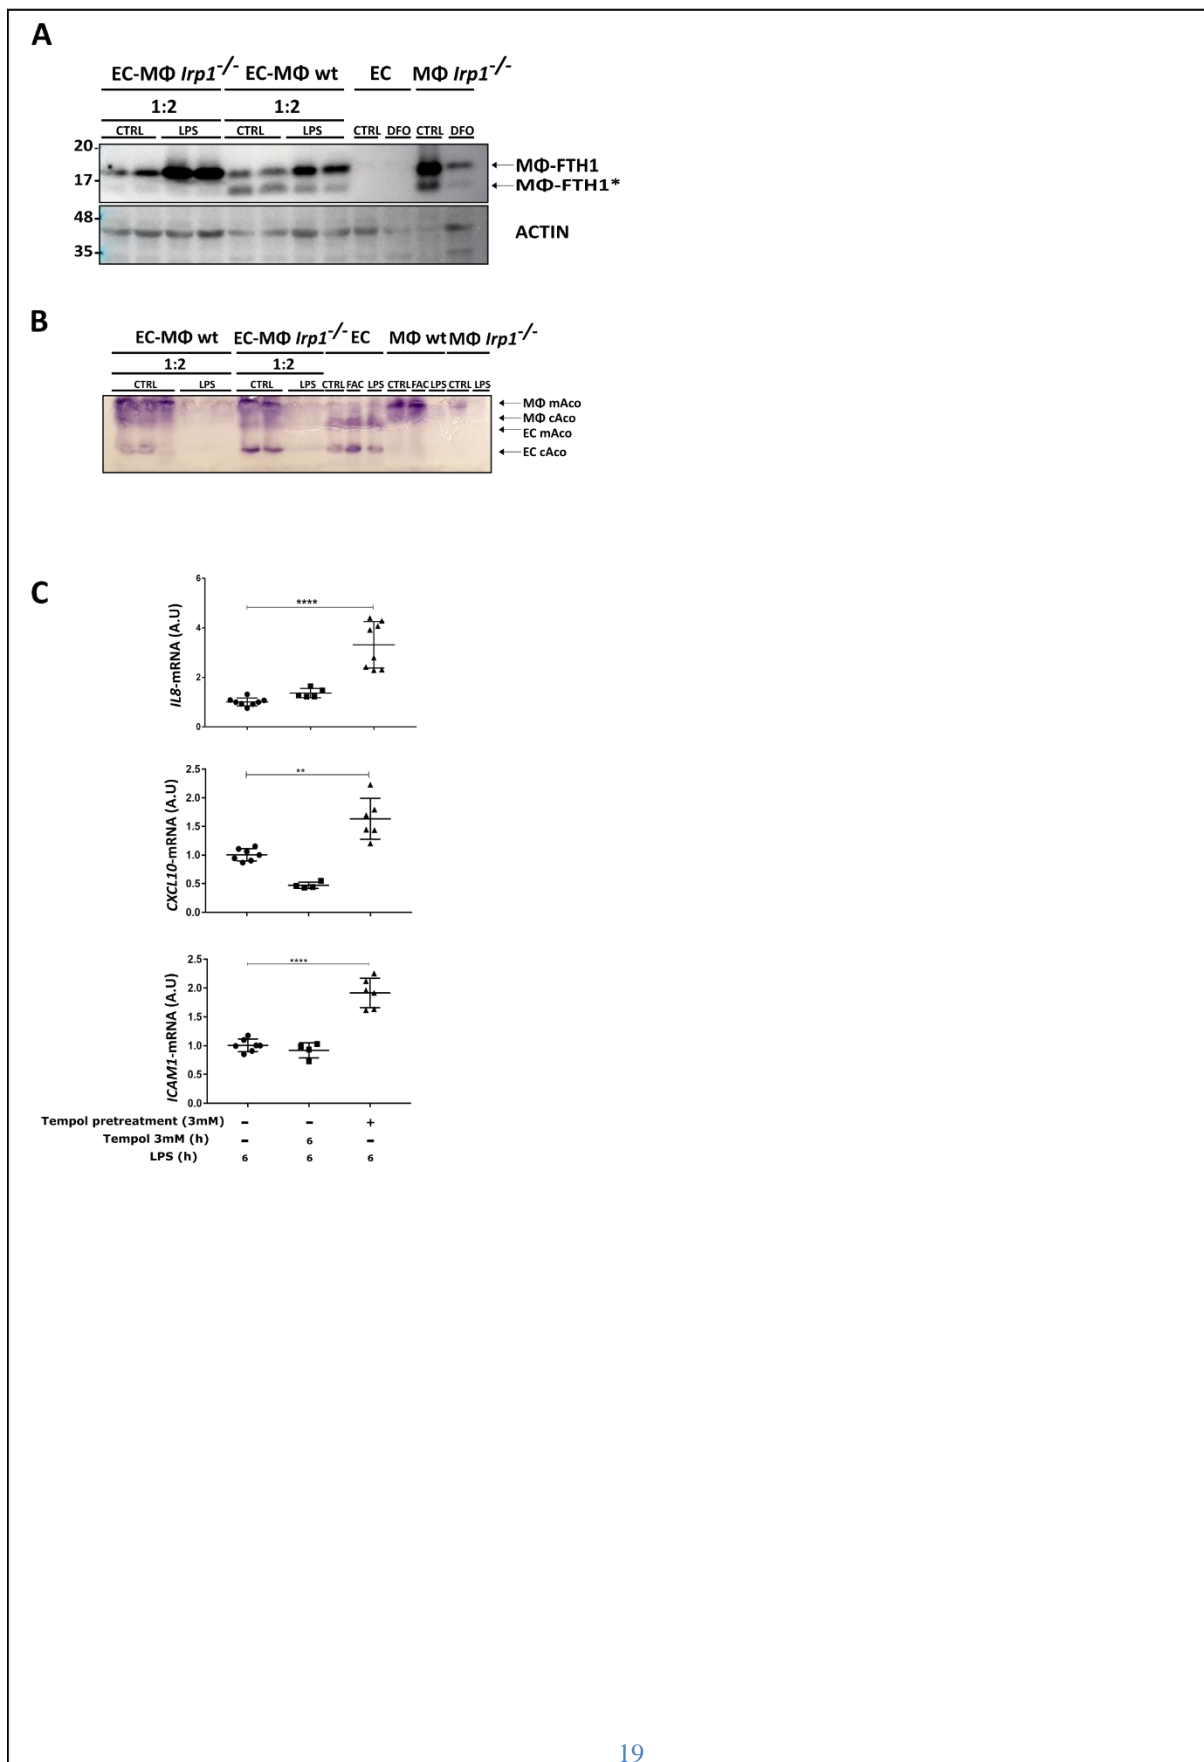 A
EC-MΦ Irp1-/- EC-MΦ wt EC MΦ Irp1-/-
1:2 1:2
CTRL LPS CTRL LPS CTRL DFO CTRL DFO
20
MΦ-FTH1
17
MΦ-FTH1*
48
ACTIN
35
B
EC-MΦ wt EC-MΦ Irp1-/- EC MΦ wt MΦ Irp1-/-
1:2 1:2
CTRL LPS CTRL LPS CTRL FAC LPS CTRL FAC LPS CTRL LPS
MΦ mAco
MΦ cAco
EC mAco
EC cAco
C
IL8-mRNA (A.U)
6
4
2
0
****
CXCL10-mRNA (A.U)
2.5
2.0
1.5
1.0
0.5
0.0
**
ICAM1-mRNA (A.U)
2.5
2.0
1.5
1.0
0.5
0.0
****
Tempol pretreatment (3mM) - - +
Tempol 3mM (h) - 6 -
LPS (h) 6 6 6
19